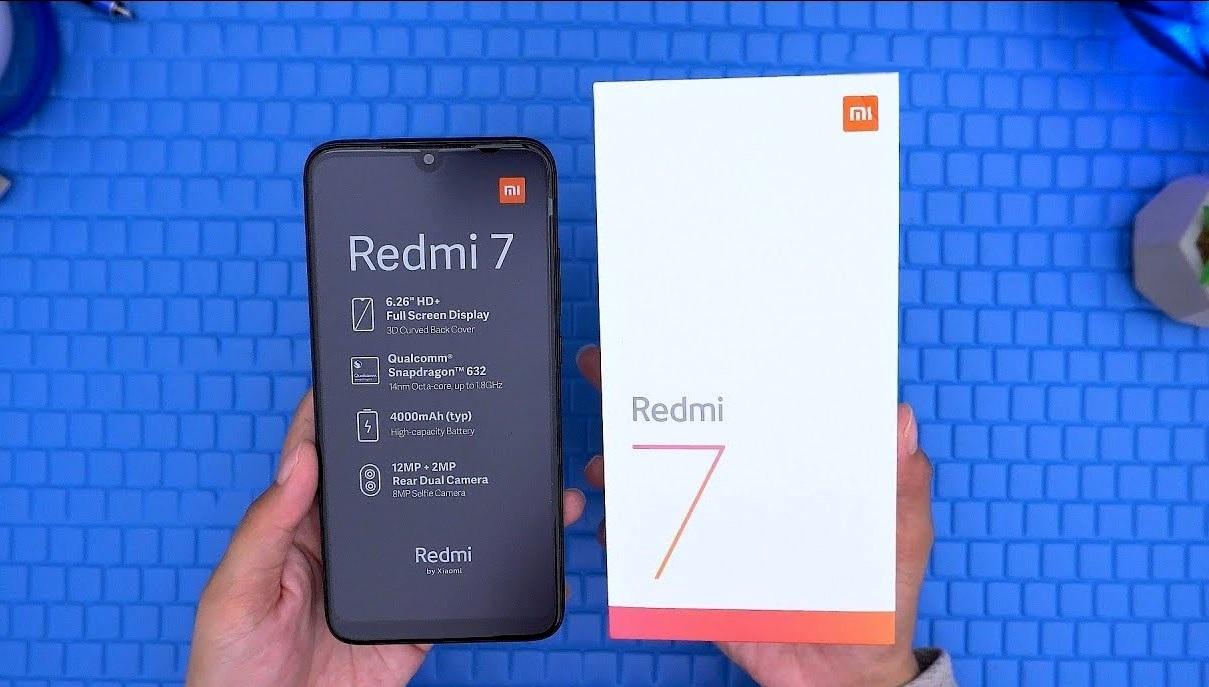 mi
Redmi 7
6.26" HD+
Full Screen Display
3D Curved Back Cover
Qualcomm®
Snapdragon™ 632
14nm Octa-core, up to 1.8GHz
4000mAh (typ)
High-capacity Battery
12MP + 2MP
Rear Dual Camera
8MP Selfie Camera
Redmi
by Xiaomi
mi
Redmi
7